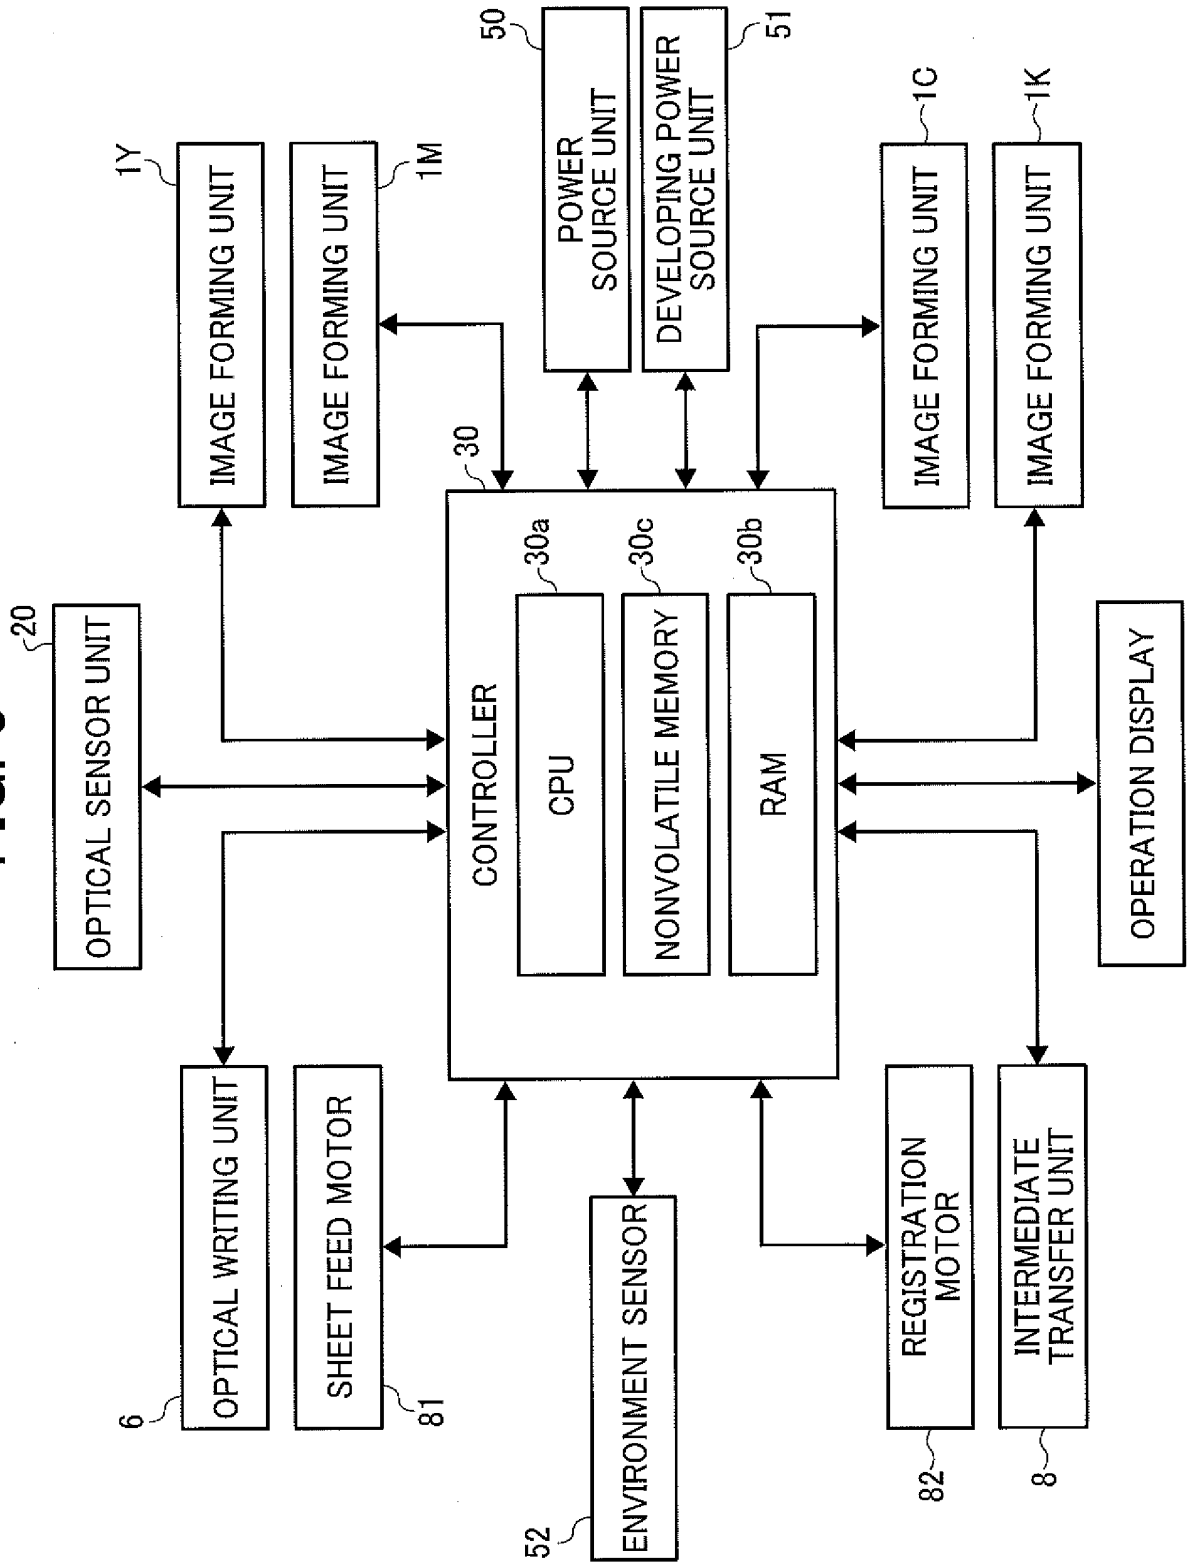 20
OPTICAL SENSOR UNIT
6
OPTICAL WRITING UNIT
1Y
IMAGE FORMING UNIT
SHEET FEED MOTOR
81
IMAGE FORMING UNIT
1M
30
CONTROLLER
50
POWER
SOURCE UNIT
CPU
30a
52
ENVIRONMENT SENSOR
NONVOLATILE MEMORY
30c
DEVELOPING POWER
SOURCE UNIT
51
RAM
30b
REGISTRATION
MOTOR
82
IMAGE FORMING UNIT
1C
INTERMEDIATE
TRANSFER UNIT
8
IMAGE FORMING UNIT
1K
OPERATION DISPLAY